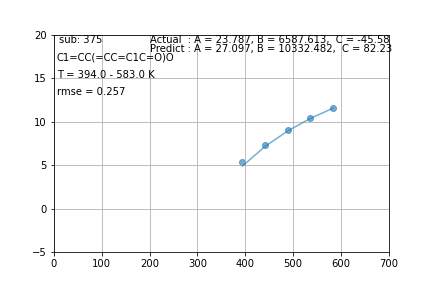 sub: 375
Actual  : A = 23.787, B = 6587.613,  C = -45.58
Predict : A = 27.097, B = 10332.482,  C = 82.23
C1=CC(=CC=C1C=O)O
T = 394.0 - 583.0 K
rmse = 0.257
20
15
10
5
0
−5
0 100 200 300 400 500 600 700